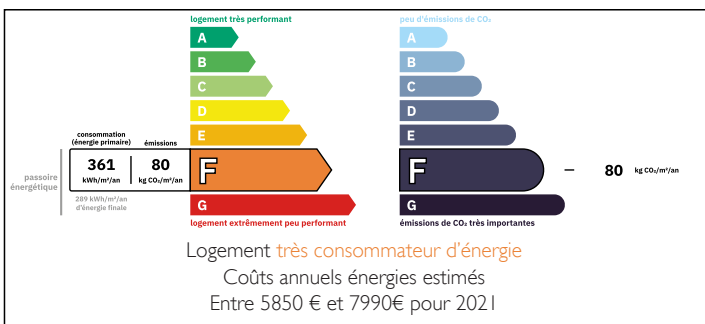 logement très performant
A
B
C
D
E
consommation
(énergie primaire)
émissions
passoire
énergétique
361
kWh/m²/an
80
kg CO₂/m²/an
F
289 kWh/m²/an
d'énergie finale
G
logement extrêmement peu performant
peu d'émissions de CO₂
A
B
C
D
E
F
80 kg CO₂/m²/an
G
émissions de CO₂ très importantes
Logement très consommateur d'énergie
Coûts annuels énergies estimés
Entre 5850 € et 7990€ pour 2021